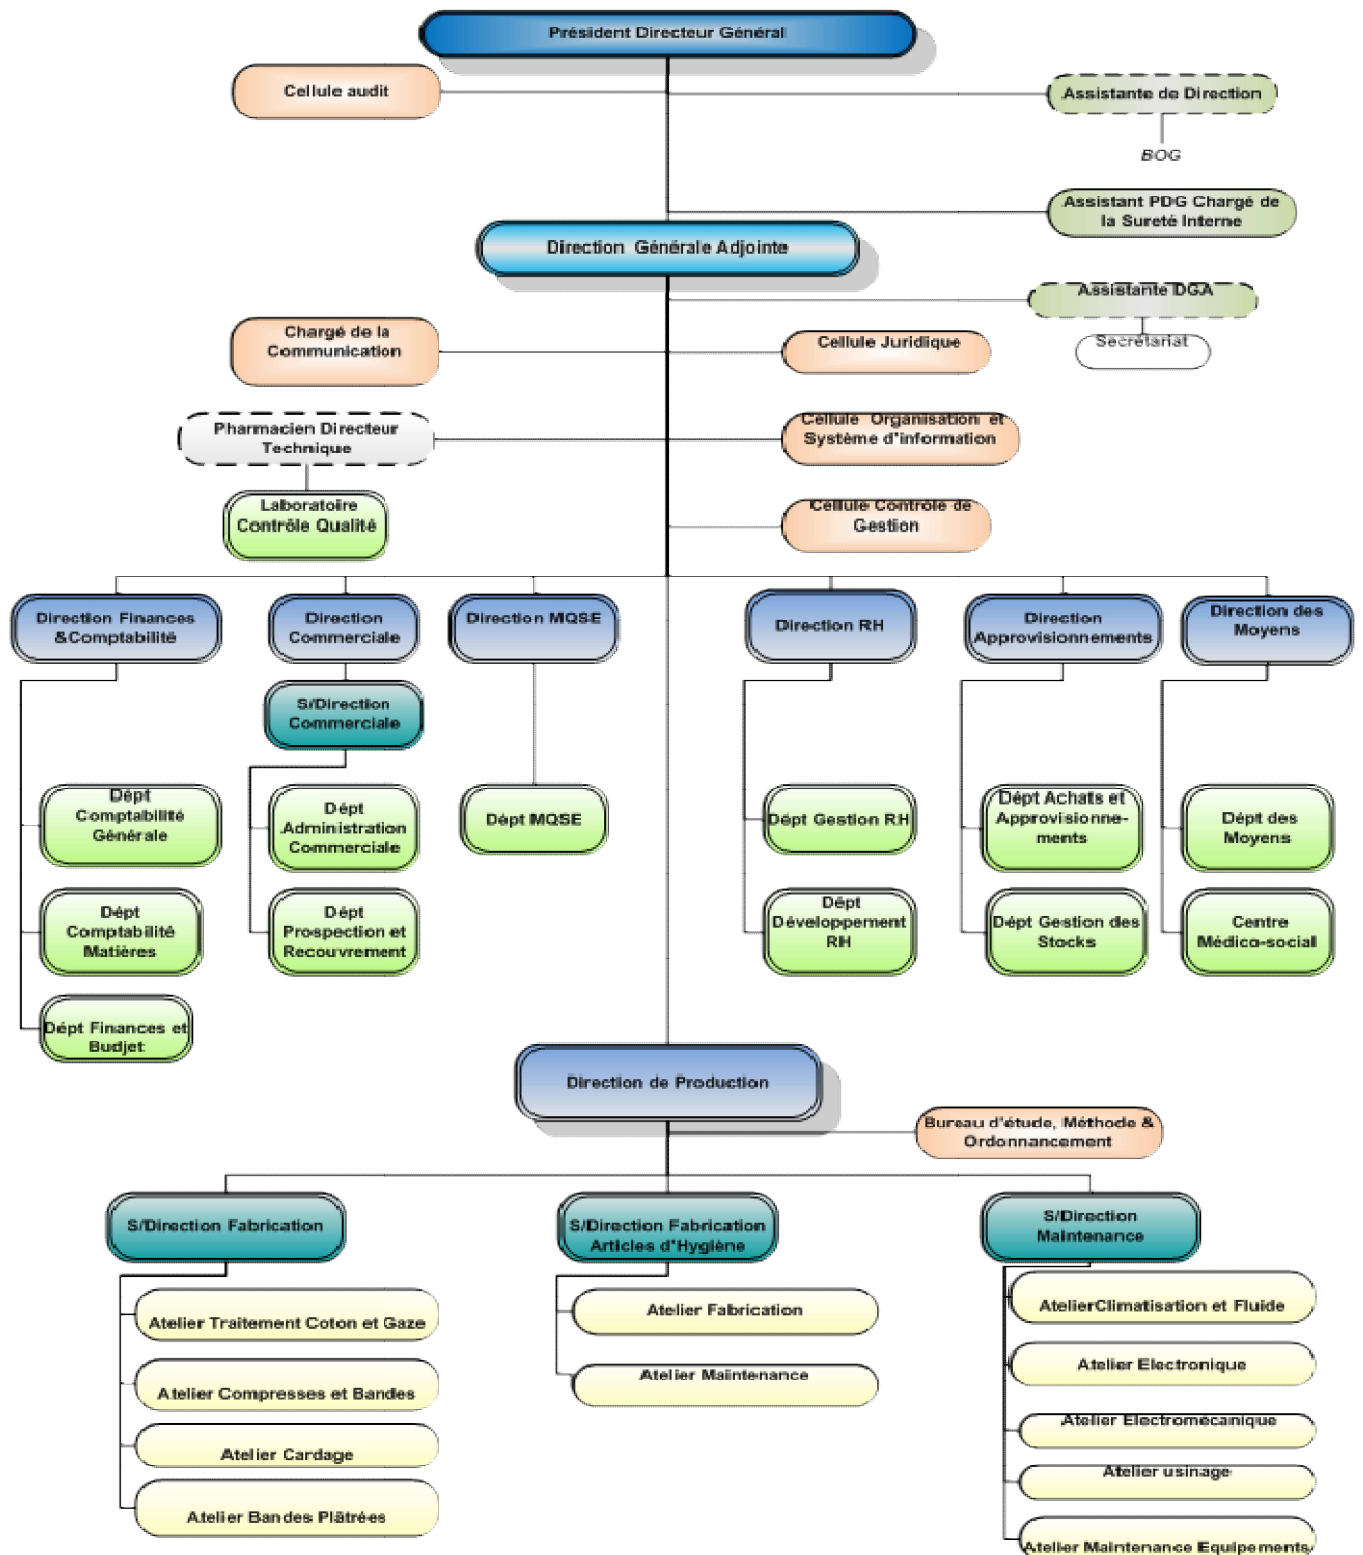 Président Directeur Général
Cellule audit
Assistante de Direction
BOG
Assistant PDG Chargé de
la Sureté Interne
Direction Générale Adjointe
Assistante DGA
Secrétariat
Chargé de la
Communication
Cellule Juridique
Pharmacien Directeur
Technique
Cellule Organisation et
Système d'information
Laboratoire
Contrôle Qualité
Cellule Contrôle de
Gestion
Direction Finances
&Comptabilité
Direction
Commerciale
Direction MQSE
Direction RH
Direction
Approvisionnements
Direction des
Moyens
S/Direction
Commerciale
Dépt
Comptabilité
Générale
Dépt
Administration
Commerciale
Dépt MQSE
Dépt Gestion RH
Dépt Achats et
Approvisionne-
ments
Dépt des
Moyens
Dépt
Comptabilité
Matières
Dépt
Prospection et
Recouvrement
Dépt
Développement
RH
Dépt Gestion des
Stocks
Centre
Médico-social
Dépt Finances et
Budjet
Direction de Production
Bureau d'étude, Méthode &
Ordonnancement
S/Direction Fabrication
S/Direction Fabrication
Articles d'Hygiène
S/Direction
Maintenance
Atelier Traitement Coton et Gaze
Atelier Compresses et Bandes
Atelier Cardage
Atelier Bandes Plâtrées
Atelier Fabrication
Atelier Maintenance
AtelierClimatisation et Fluide
Atelier Electronique
Atelier Electromécanique
Atelier usinage
Atelier Maintenance Equipements